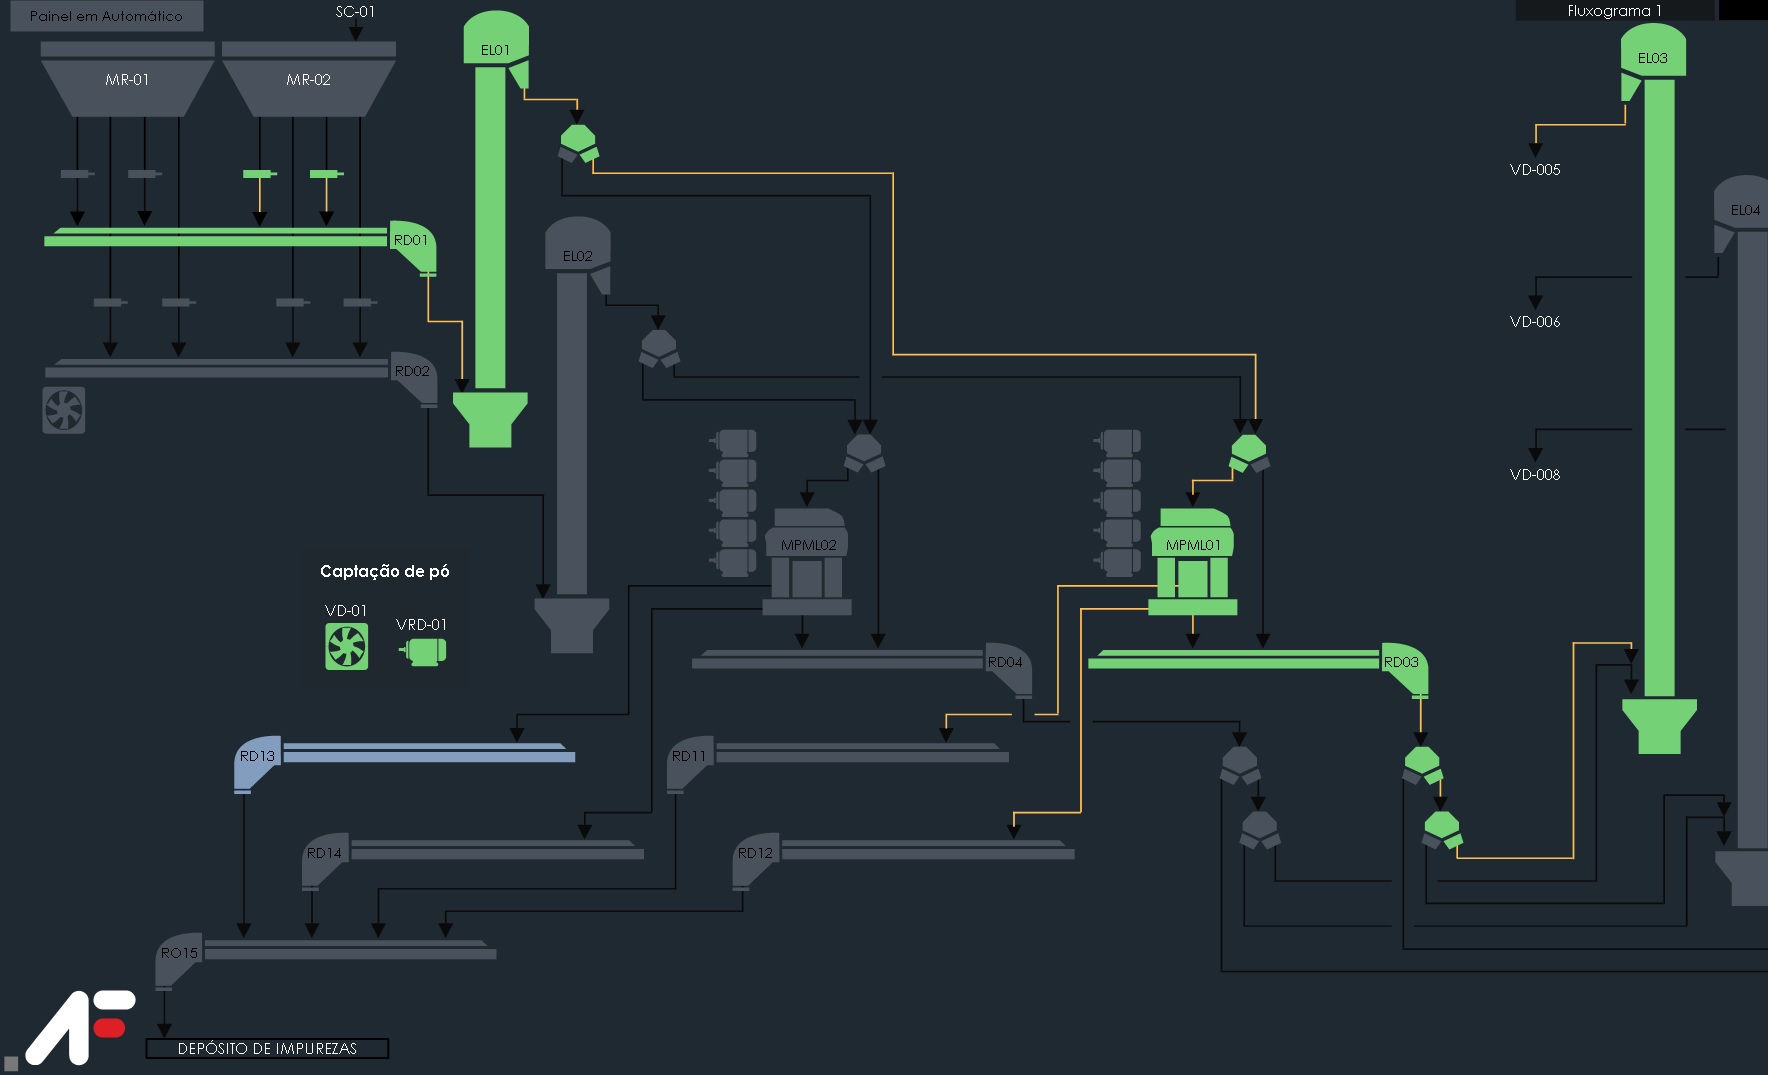 Painel em Automático
SC-01
Fluxograma 1
MR-01
MR-02
EL01
EL03
VD-005
EL04
RD01
EL02
VD-006
RD02
VD-008
MPML02
MPML01
Captação de pó
VD-01
VRD-01
RD04
RD03
RD13
RD11
RD14
RD12
RO15
AF
DEPÓSITO DE IMPUREZAS